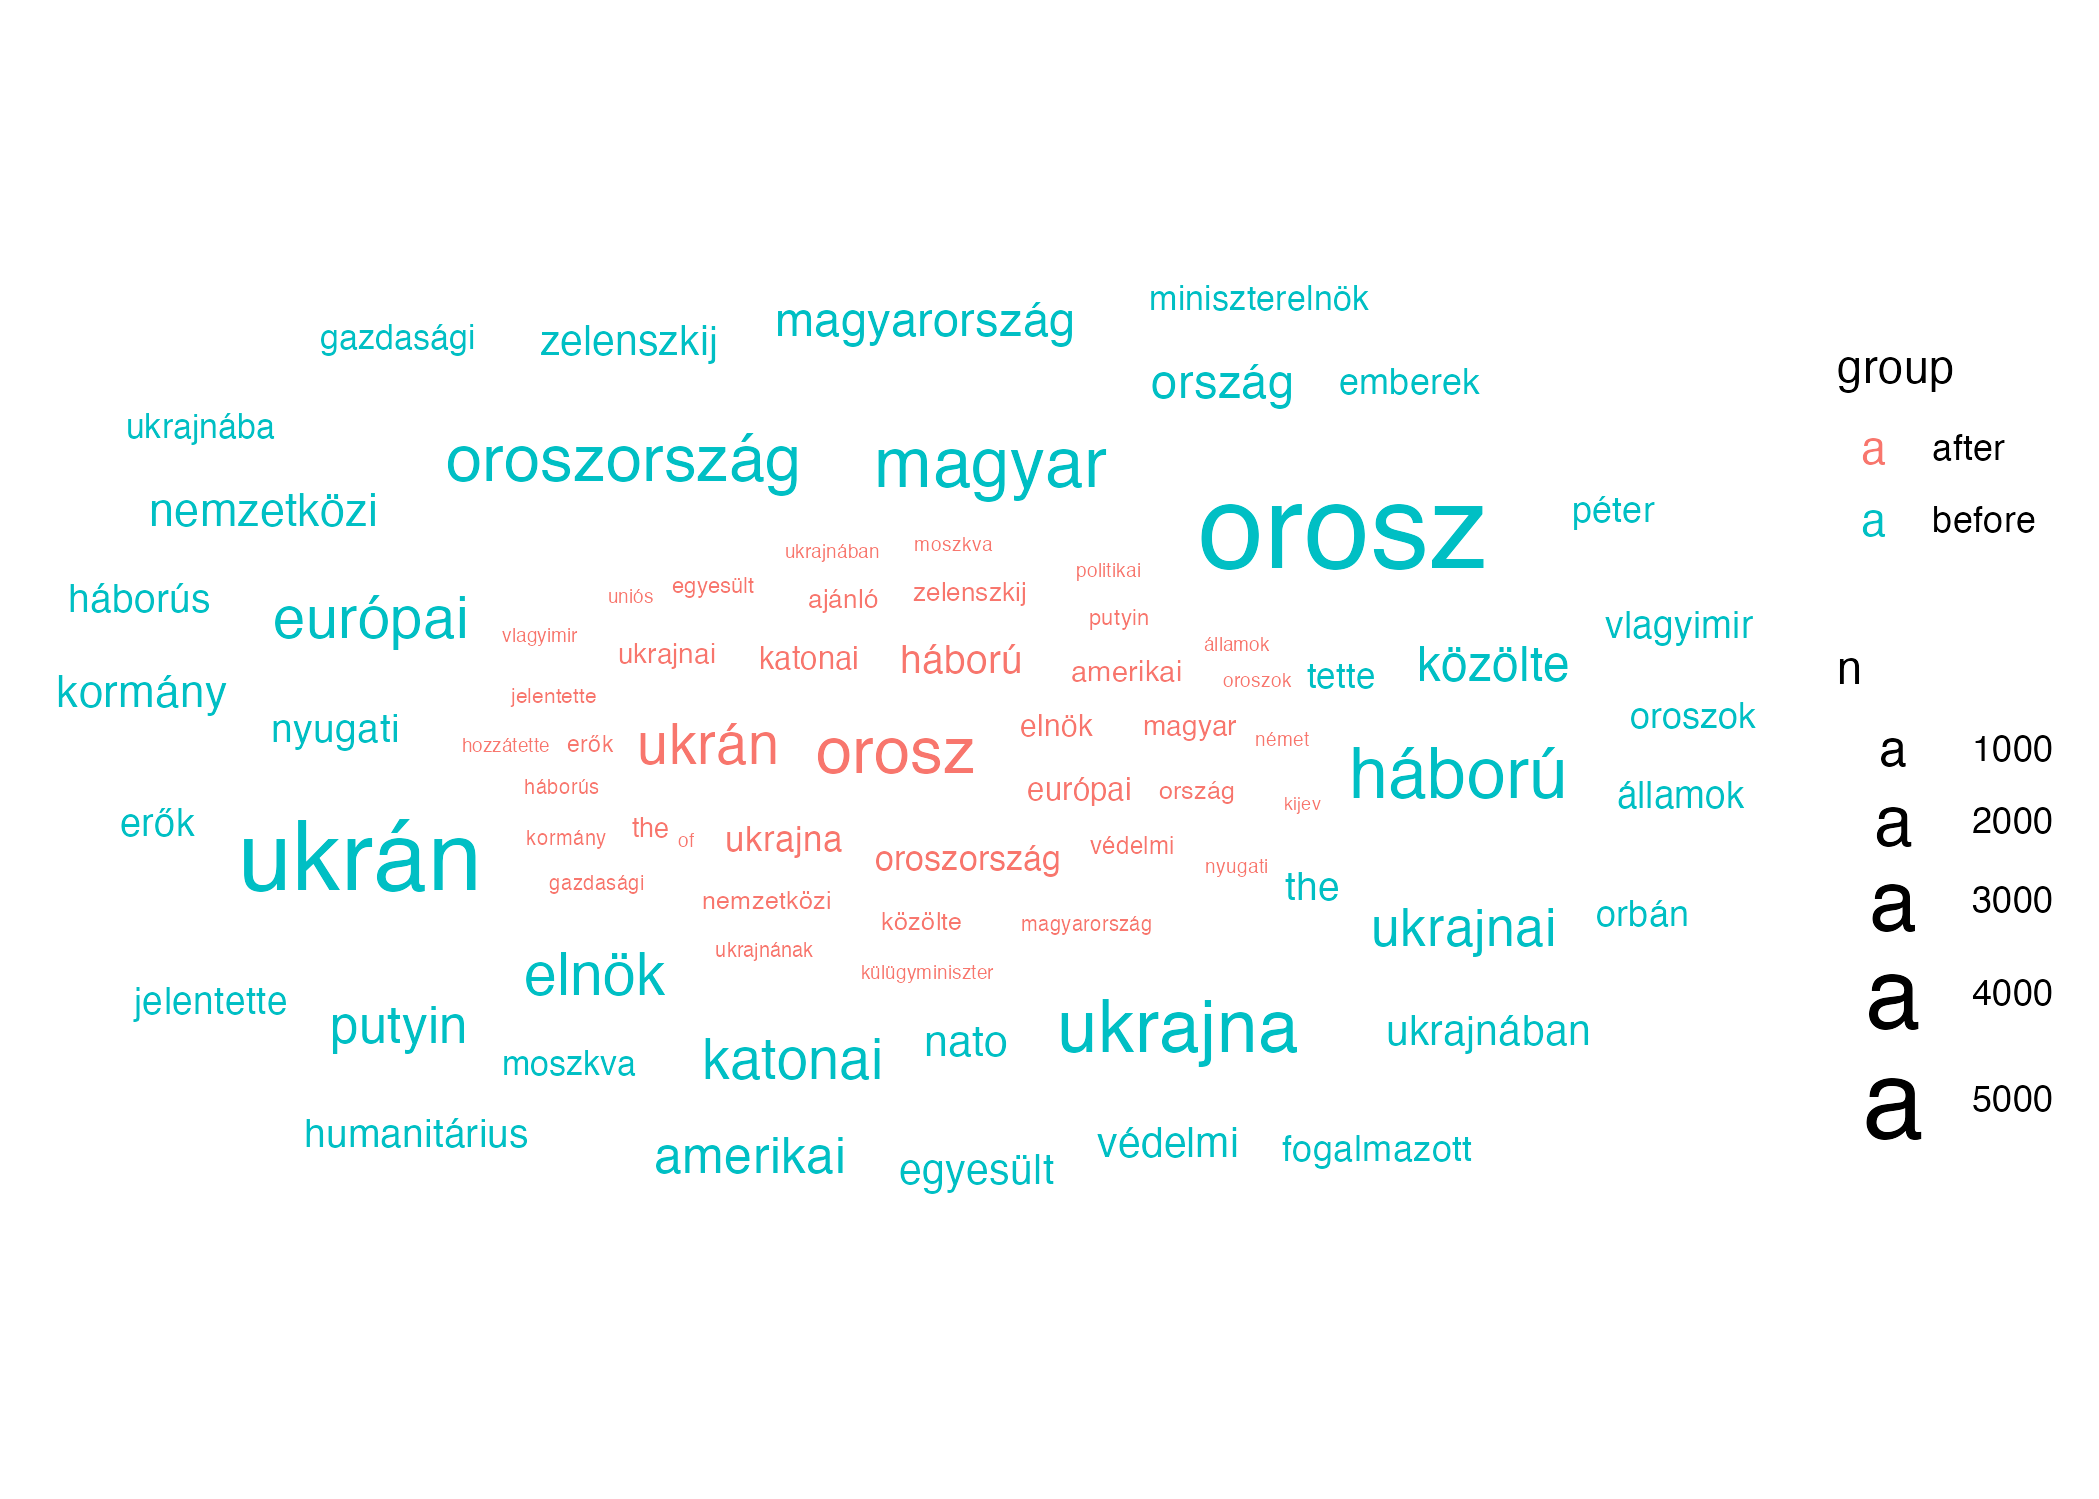 miniszterelnök
gazdasági zelenszkij magyarország
ország emberek
ukrajnába
oroszország magyar
nemzetközi orosz péter
ukrajnában moszkva
politikai
uniós egyesült ajánló zelenszkij
háborús európai putyin vlagyimir
vlagyimir ukrajnai katonai háború államok
amerikai oroszok tette közölte
kormány jelentette
nyugati elnök magyar oroszok
hozzátette erők ukrán orosz német
háborús európai ország háború államok
kijev
erők ukrán kormány the of ukrajna védelmi
oroszország nyugati
gazdasági the
nemzetközi közölte magyarország ukrajnai orbán
ukrajnának
elnök külügyminiszter
jelentette putyin nato ukrajna ukrajnában
moszkva katonai
humanitárius amerikai egyesült védelmi fogalmazott
group
a after
a before
n
a 1000
a 2000
a 3000
a 4000
a 5000